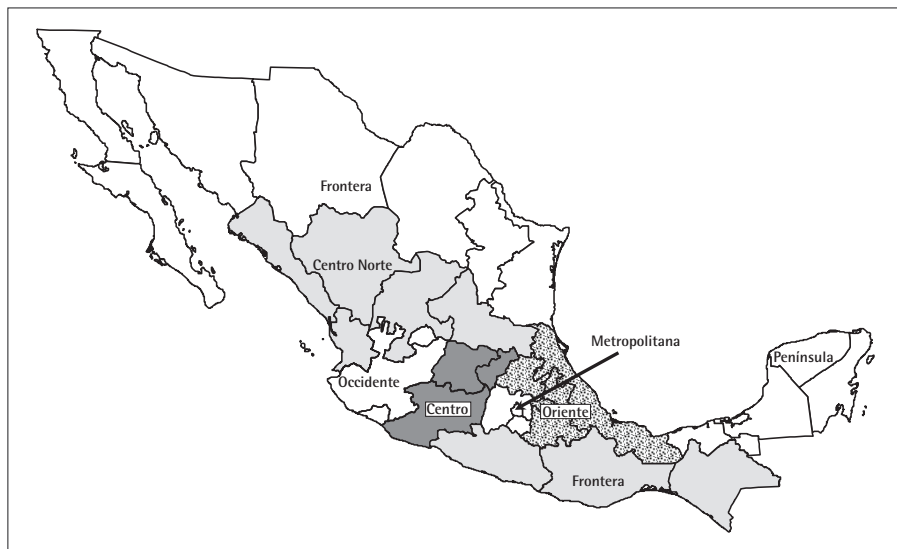 Frontera
Centro Norte
Metropolitana
Península
Occidente
Centro
Oriente
Frontera